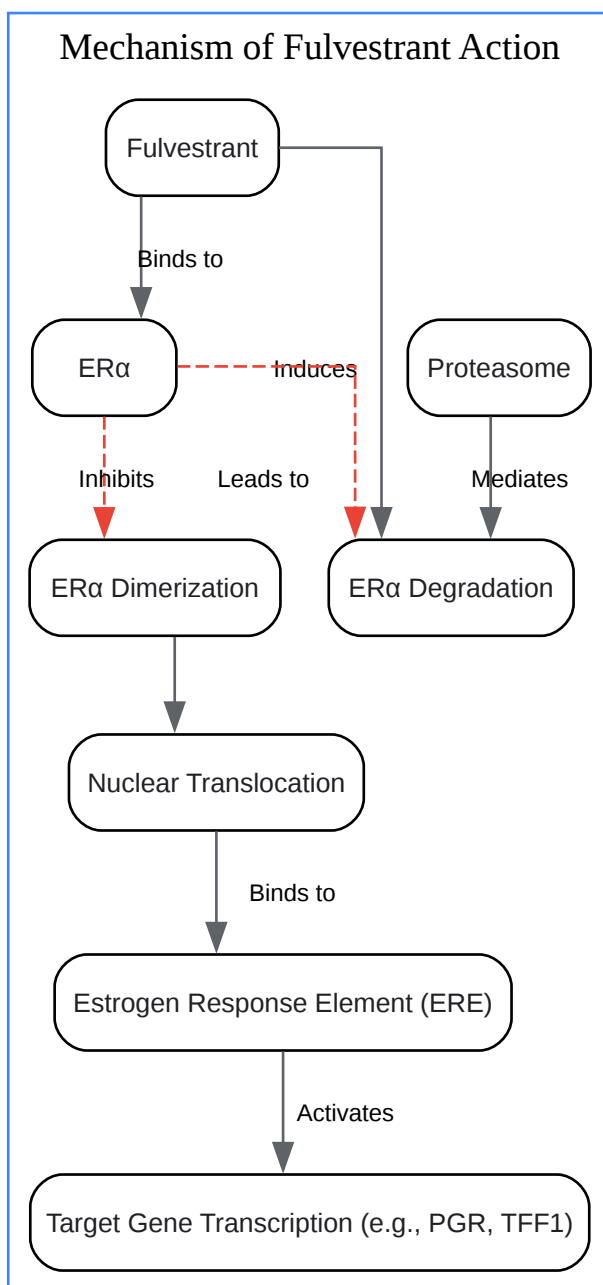 Mechanism of Fulvestrant Action
Fulvestrant
Binds to
ERα
Induces
Proteasome
Inhibits
Leads to
Mediates
ERα Dimerization
ERα Degradation
Nuclear Translocation
Binds to
Estrogen Response Element (ERE)
Activates
Target Gene Transcription (e.g., PGR, TFF1)